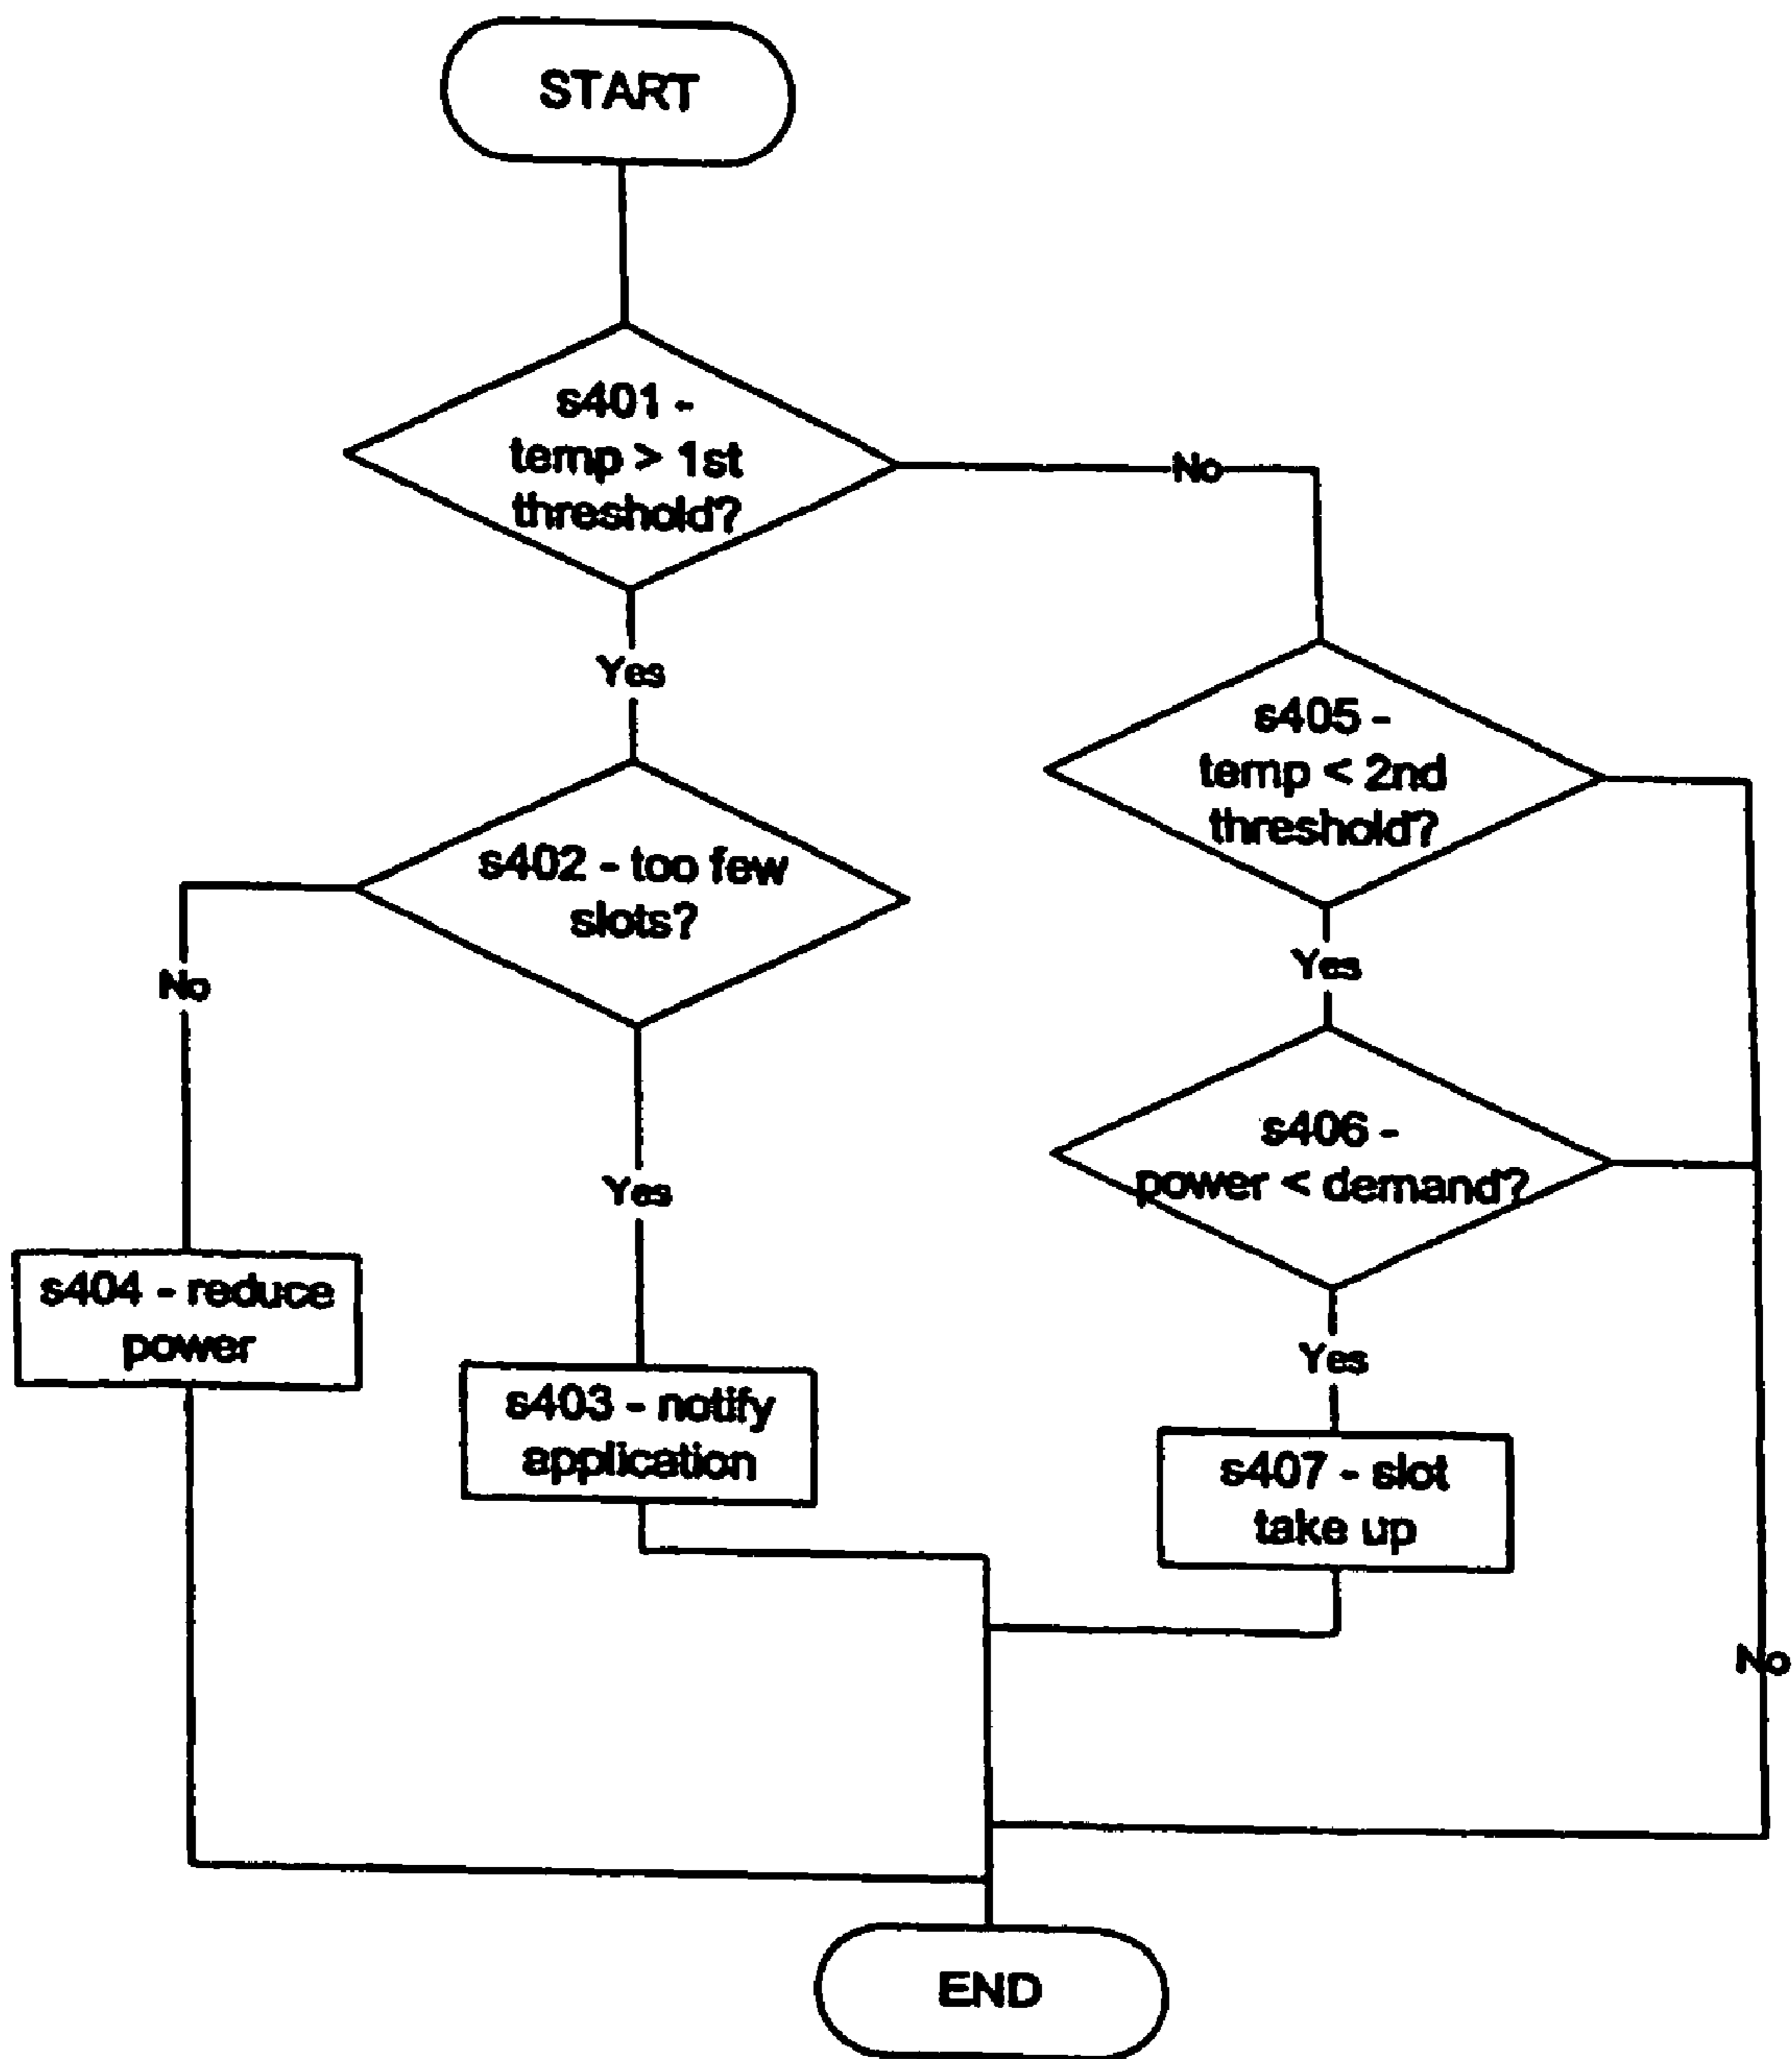 START
s401 -
temp > 1st
threshold?
No
Yes
s405 -
temp < 2nd
threshold?
s402 - too few
slots?
Yes
No
s406 -
power < demand?
Yes
s404 - reduce
power
Yes
s403 - notify
application
s407 - slot
take up
No
END